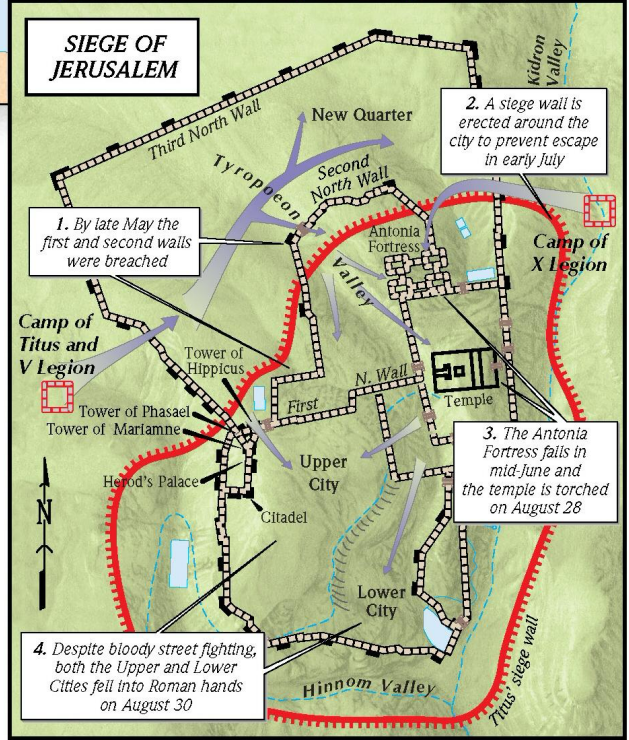 SIEGE OF
JERUSALEM
Kidron
Valley
Third North Wall
New Quarter
2. A siege wall is
erected around the
city to prevent escape
in early July
Tyropoeon
Valley
Second
North Wall
1. By late May the
first and second walls
were breached
Antonia
Fortress
Camp of
X Legion
Camp of
Titus and
V Legion
Tower of
Hippicus
First N. Wall
Temple
Tower of Phasael
Tower of Mariamne
3. The Antonia
Fortress falls in
mid-June and
the temple is torched
on August 28
Herod's Palace
Upper
City
Citadel
N
Lower
City
4. Despite bloody street fighting,
both the Upper and Lower
Cities fell into Roman hands
on August 30
Hinnom Valley
Titus' siege wall